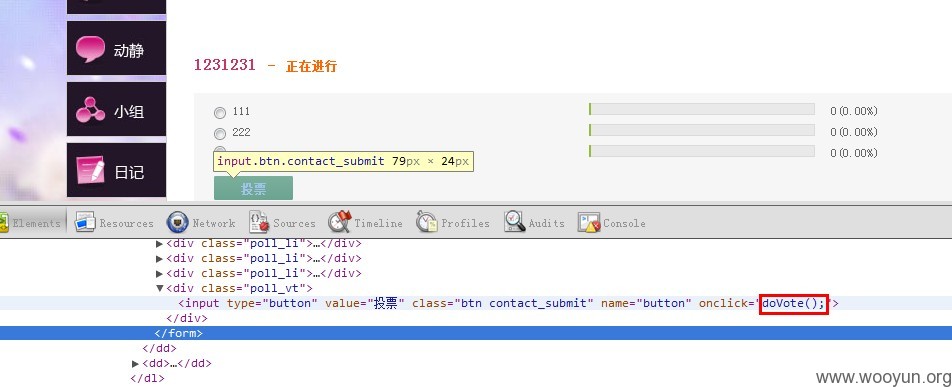 动静
小组
日记
1231231 - 正在进行
111 0(0.00%)
222 0(0.00%)
0(0.00%)
input.btn.contact_submit 79px × 24px
投票
Elements Resources Network Sources Timeline Profiles Audits Console
▶<div class="poll_li">…</div>
▶<div class="poll_li">…</div>
▶<div class="poll_li">…</div>
▼<div class="poll_vt">
<input type="button" value="投票" class="btn contact_submit" name="button" onclick="doVote();">
</div>
</form>
</dd>
▶<dd>…</dd>
</dl>
www.wooyun.org